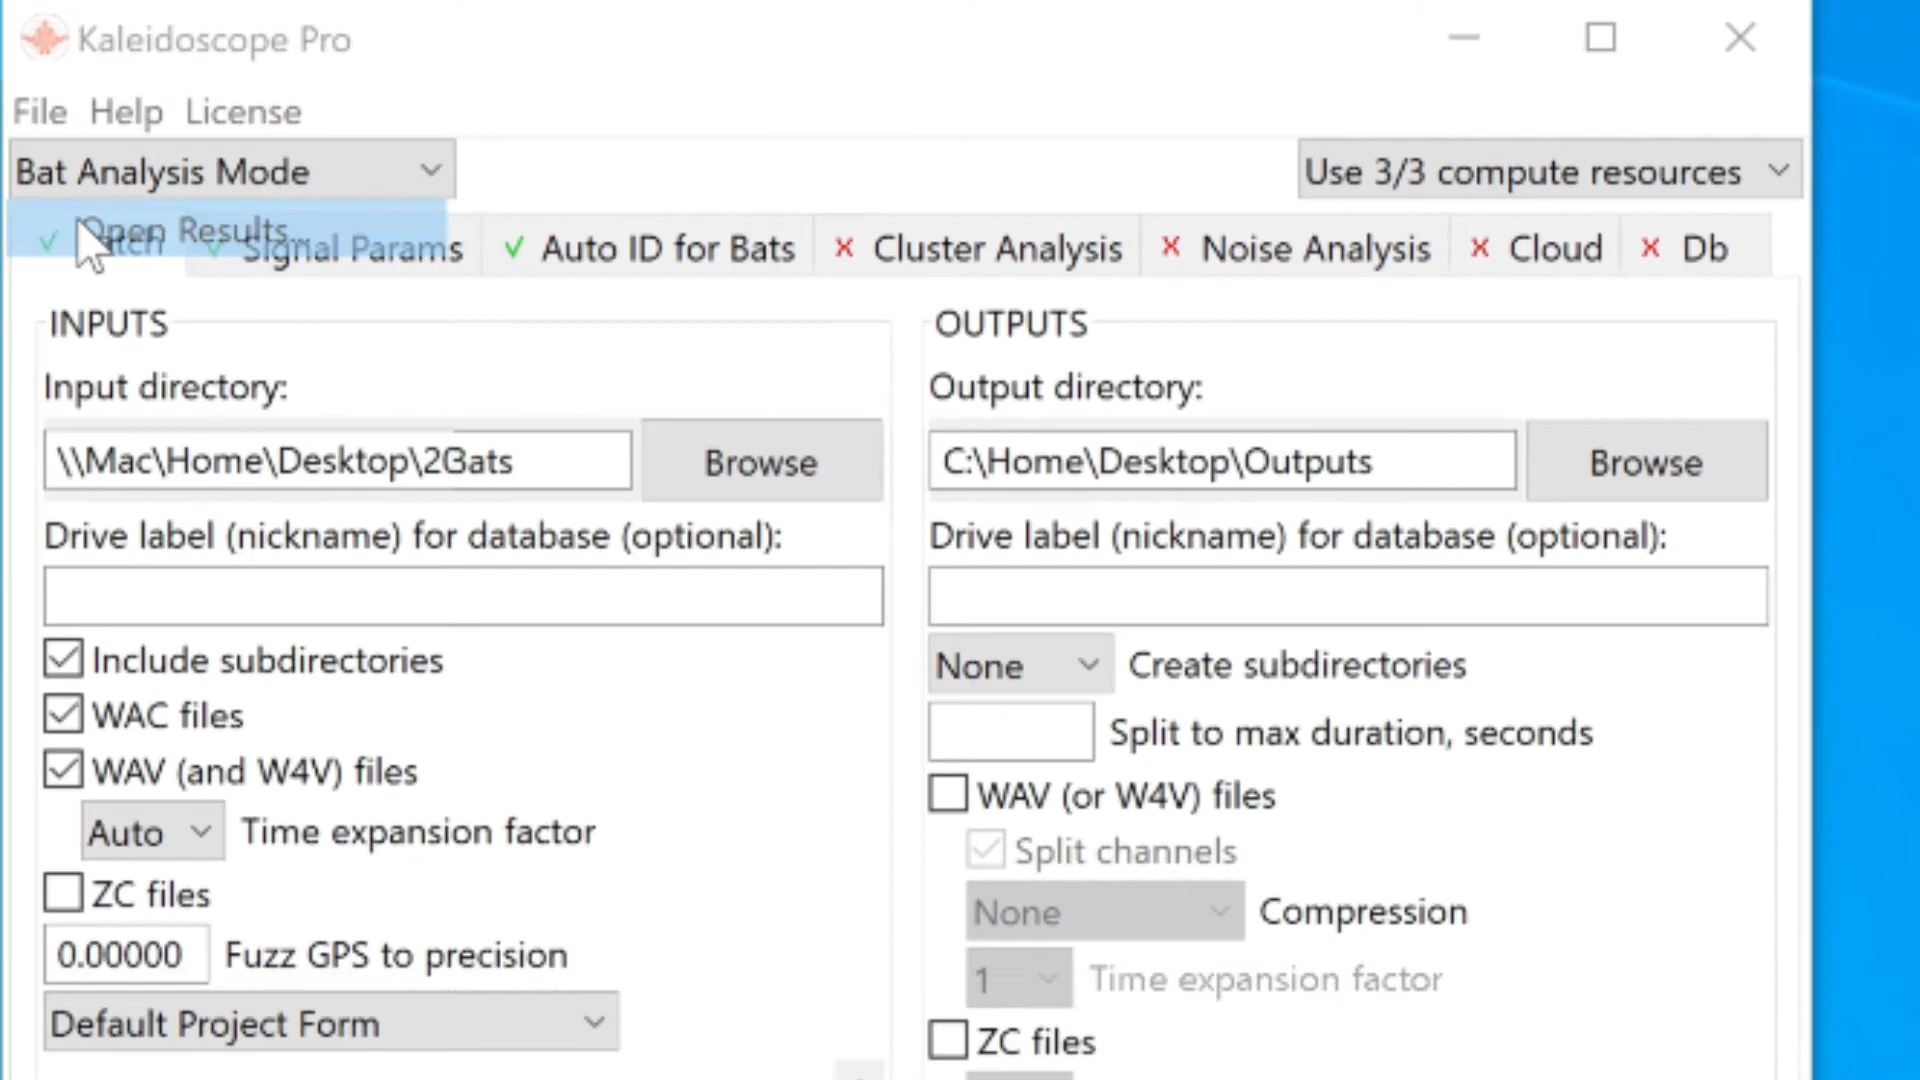 Kaleidoscope Pro
File Help License
Bat Analysis Mode
Use 3/3 compute resources
Open Results...
Batch
Signal Params
Auto ID for Bats
Cluster Analysis
Noise Analysis
Cloud
Db
INPUTS
Input directory:
\\Mac\Home\Desktop\2Bats
Browse
Drive label (nickname) for database (optional):
Include subdirectories
WAC files
WAV (and W4V) files
Auto Time expansion factor
ZC files
0.00000 Fuzz GPS to precision
Default Project Form
OUTPUTS
Output directory:
C:\Home\Desktop\Outputs
Browse
Drive label (nickname) for database (optional):
None Create subdirectories
Split to max duration, seconds
WAV (or W4V) files
Split channels
None Compression
1 Time expansion factor
ZC files